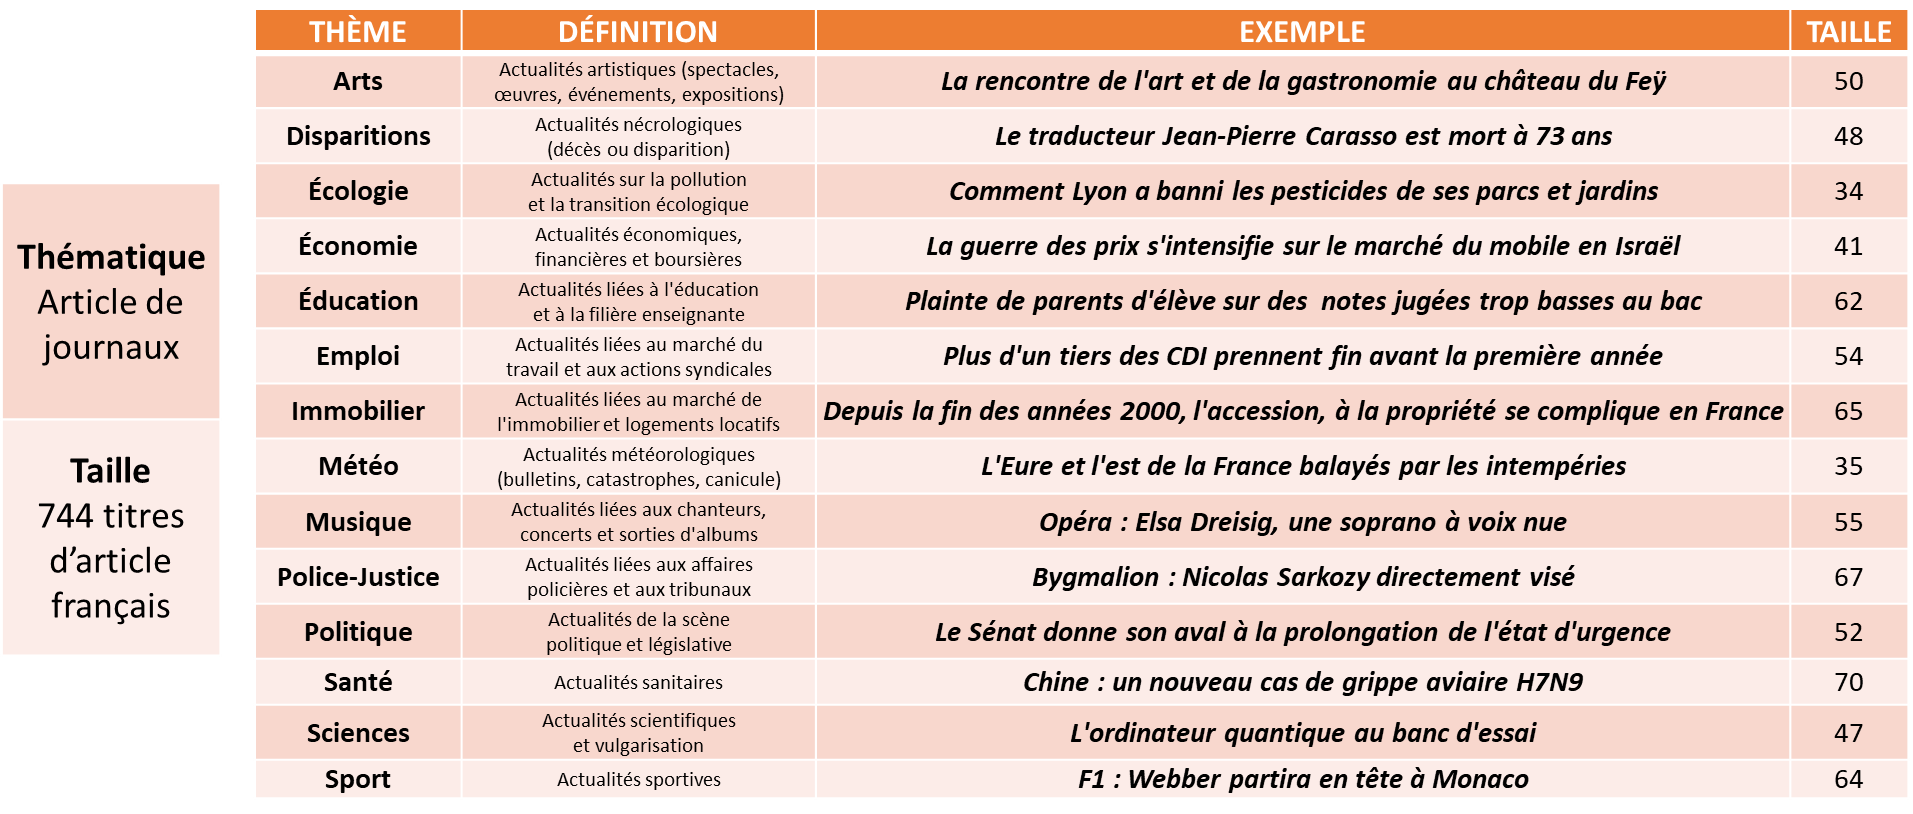 Thématique
Article de
journaux
Taille
744 titres
d’article
français
THÈME DÉFINITION EXEMPLE TAILLE
Arts
Actualités artistiques (spectacles,
œuvres, événements, expositions)
La rencontre de l'art et de la gastronomie au château du Feÿ
50
Disparitions
Actualités nécrologiques
(décès ou disparition)
Le traducteur Jean-Pierre Carasso est mort à 73 ans
48
Écologie
Actualités sur la pollution
et la transition écologique
Comment Lyon a banni les pesticides de ses parcs et jardins
34
Économie
Actualités économiques,
financières et boursières
La guerre des prix s'intensifie sur le marché du mobile en Israël
41
Éducation
Actualités liées à l'éducation
et à la filière enseignante
Plainte de parents d'élève sur des notes jugées trop basses au bac
62
Emploi
Actualités liées au marché du
travail et aux actions syndicales
Plus d'un tiers des CDI prennent fin avant la première année
54
Immobilier
Actualités liées au marché de
l'immobilier et logements locatifs
Depuis la fin des années 2000, l'accession, à la propriété se complique en France
65
Météo
Actualités météorologiques
(bulletins, catastrophes, canicule)
L'Eure et l'est de la France balayés par les intempéries
35
Musique
Actualités liées aux chanteurs,
concerts et sorties d'albums
Opéra : Elsa Dreisig, une soprano à voix nue
55
Police-Justice
Actualités liées aux affaires
policières et aux tribunaux
Bygmalion : Nicolas Sarkozy directement visé
67
Politique
Actualités de la scène
politique et législative
Le Sénat donne son aval à la prolongation de l'état d'urgence
52
Santé
Actualités sanitaires
Chine : un nouveau cas de grippe aviaire H7N9
70
Sciences
Actualités scientifiques
et vulgarisation
L'ordinateur quantique au banc d'essai
47
Sport
Actualités sportives
F1 : Webber partira en tête à Monaco
64